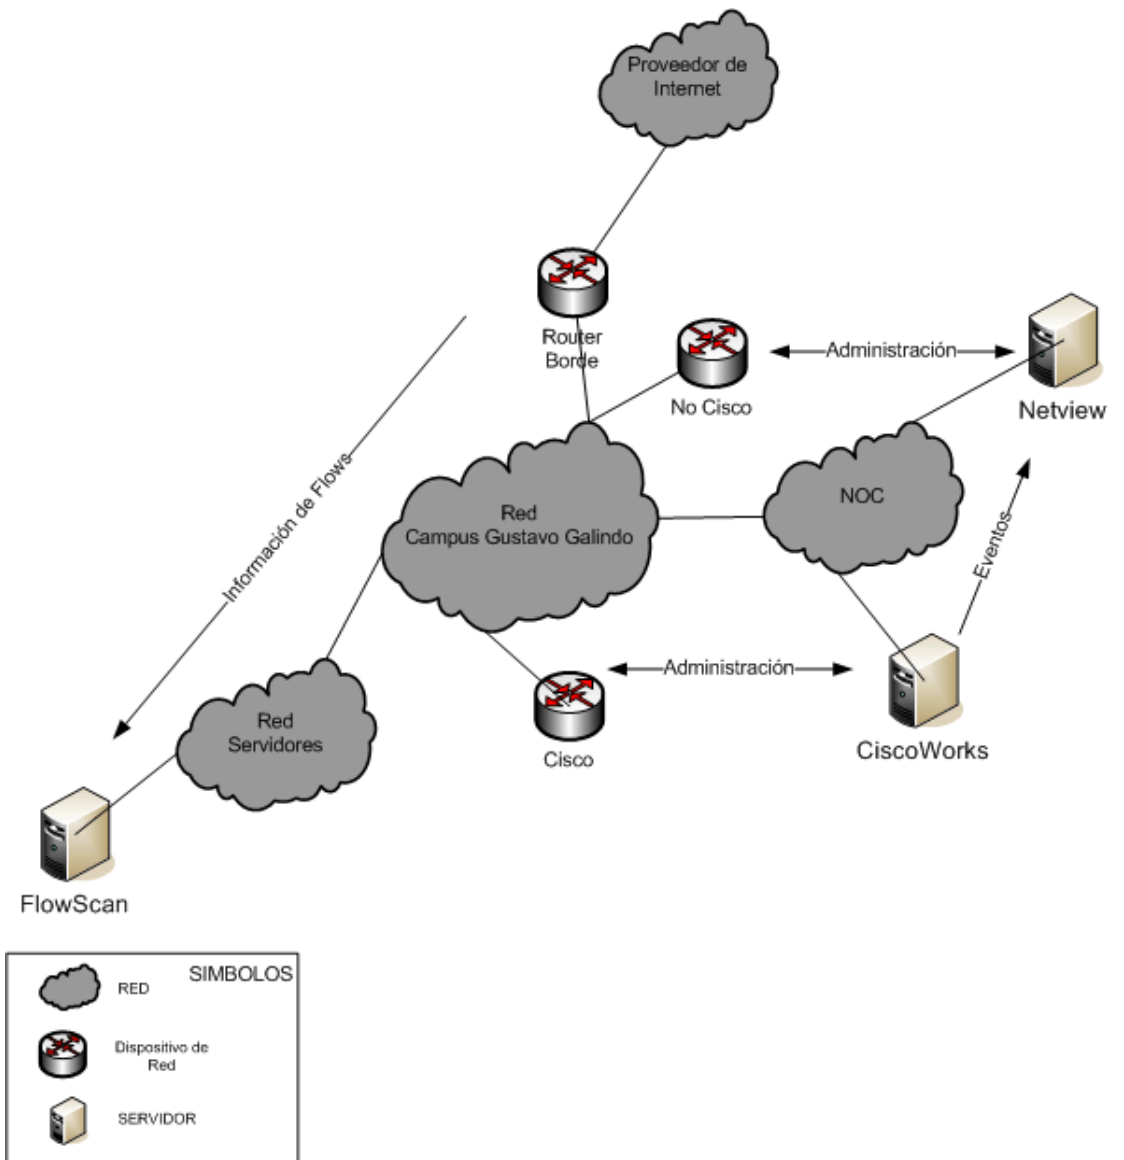 Proveedor de
Internet
Router
Borde
No Cisco
Administración
Netview
Información de Flows
Red
Campus Gustavo Galindo
NOC
Eventos
Red
Servidores
Cisco
Administración
CiscoWorks
FlowScan
SIMBOLOS
RED
Dispositivo de
Red
SERVIDOR